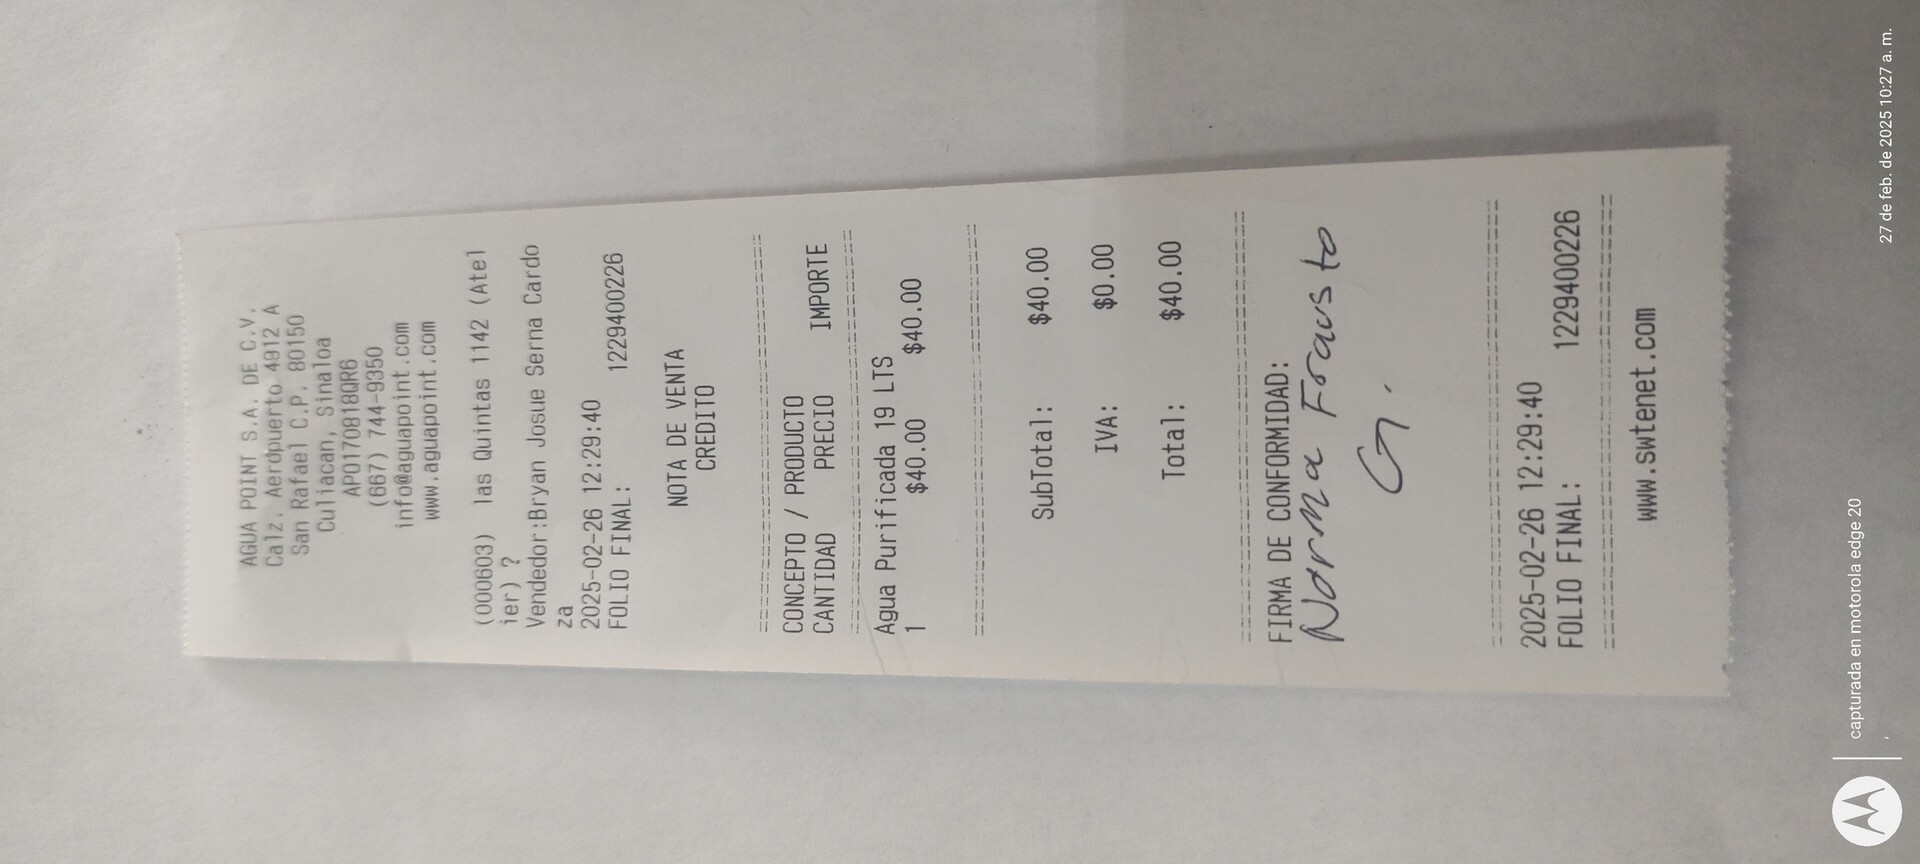 AGUA POINT S.A. DE C.V.
Calz. Aeropuerto 4912 A
San Rafael C.P. 80150
Culiacan, Sinaloa
APO170818QR6
(667) 744-9350
info@aguapoint.com
www.aguapoint.com
(000603) las Quintas 1142 (Atel
ier) ?
Vendedor:Bryan Josue Serna Cardo
za
2025-02-26 12:29:40
FOLIO FINAL: 1229400226
NOTA DE VENTA
CREDITO
CONCEPTO / PRODUCTO
CANTIDAD PRECIO IMPORTE
Agua Purificada 19 LTS
1 $40.00 $40.00
SubTotal: $40.00
IVA: $0.00
Total: $40.00
FIRMA DE CONFORMIDAD:
Norma Frausto
G.
2025-02-26 12:29:40
FOLIO FINAL: 1229400226
www.swtenet.com
capturada en motorola edge 20
27 de feb. de 2025 10:27 a. m.